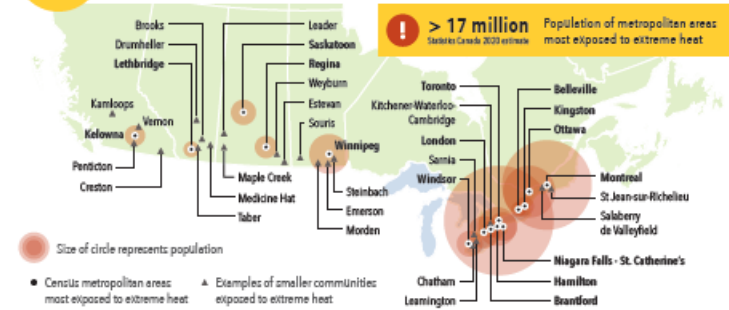 > 17 million
Statistics Canada 2020 estimate
Population of metropolitan areas
most exposed to extreme heat
Brooks
Drumheller
Lethbridge
Leader
Saskatoon
Regina
Weyburn
Estevan
Souris
Winnipeg
Kamloops
Vernon
Kelowna
Penticton
Creston
Maple Creek
Medicine Hat
Taber
Steinbach
Emerson
Morden
Toronto
Kitchener-Waterloo-
Cambridge
London
Sarnia
Windsor
Belleville
Kingston
Ottawa
Montreal
St Jean-sur-Richelieu
Salaberry
de Valleyfield
Niagara Falls - St. Catherine's
Hamilton
Brantford
Chatham
Leamington
Size of circle represents population
Census metropolitan areas
most exposed to extreme heat
Examples of smaller communities
exposed to extreme heat